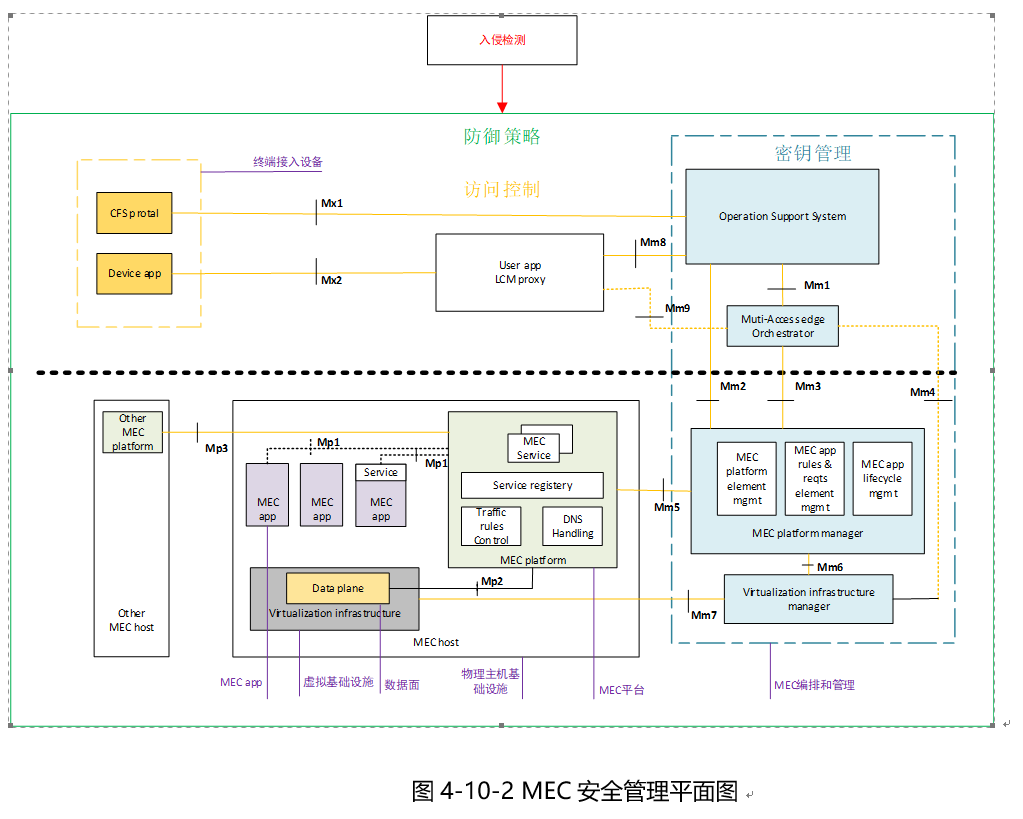 入侵检测
防御策略
密钥管理
终端接入设备
访问控制
CFS protal
Mx1
Operation Support System
Device app
Mx2
User app
LCM proxy
Mm8
Mm9
Mm1
Muti-Access edge
Orchestrator
Mm2
Mm3
Mm4
Other
MEC
platform
Mp3
Mp1
Mp1
MEC
Service
Service
MEC
app
MEC
app
MEC
app
Service registery
Traffic
rules
Control
DNS
Handling
MEC platform
Mm5
MEC
platform
element
mgmt
MEC app
rules &
reqts
element
mgmt
MEC app
lifecycle
mgmt
MEC platform manager
Mm6
Mp2
Data plane
Virtualization infrastructure
Mm7
Virtualization infrastructure
manager
Other
MEC host
MEC host
MEC app
虚拟基础设施
数据面
物理主机基
础设施
MEC平台
MEC编排和管理
图 4-10-2 MEC 安全管理平面图